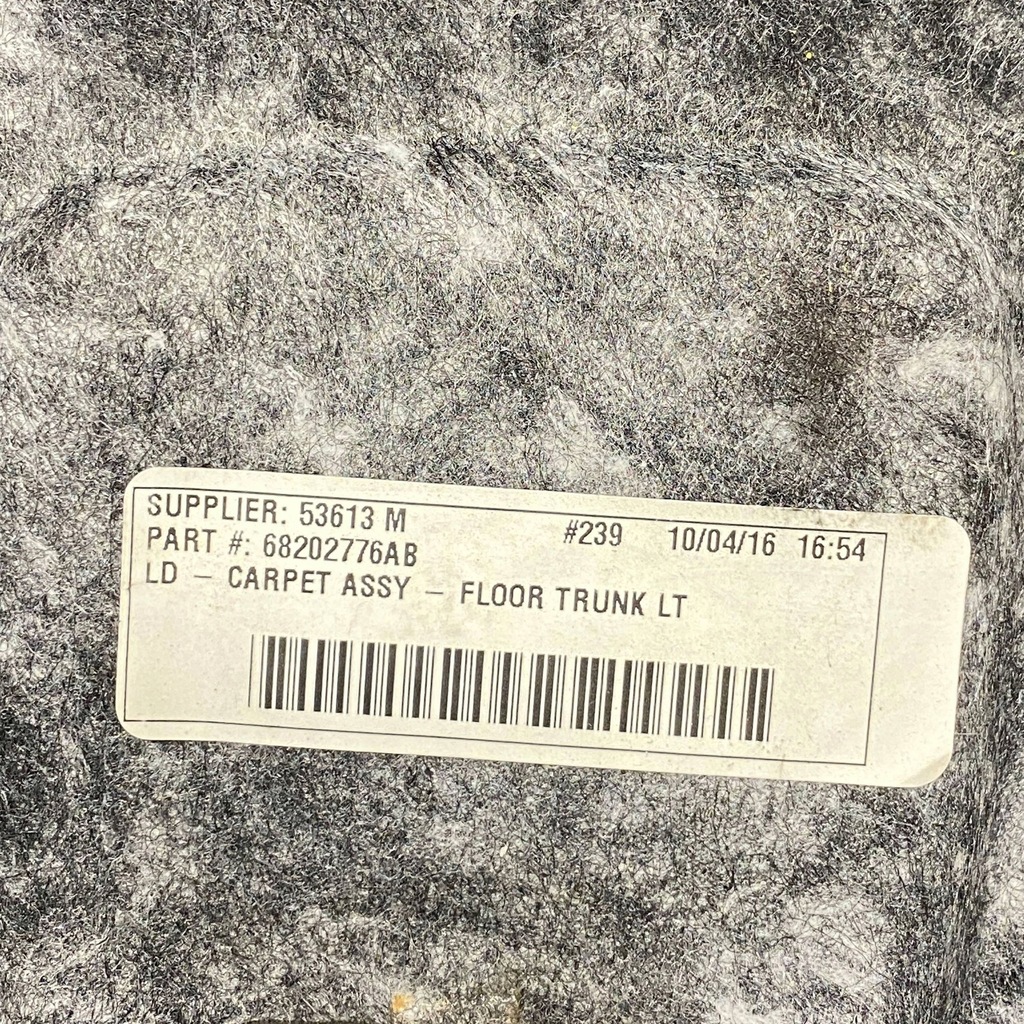 SUPPLIER: 53613 M #239 10/04/16 16:54
PART #: 68202776AB
LD - CARPET ASSY - FLOOR TRUNK LT